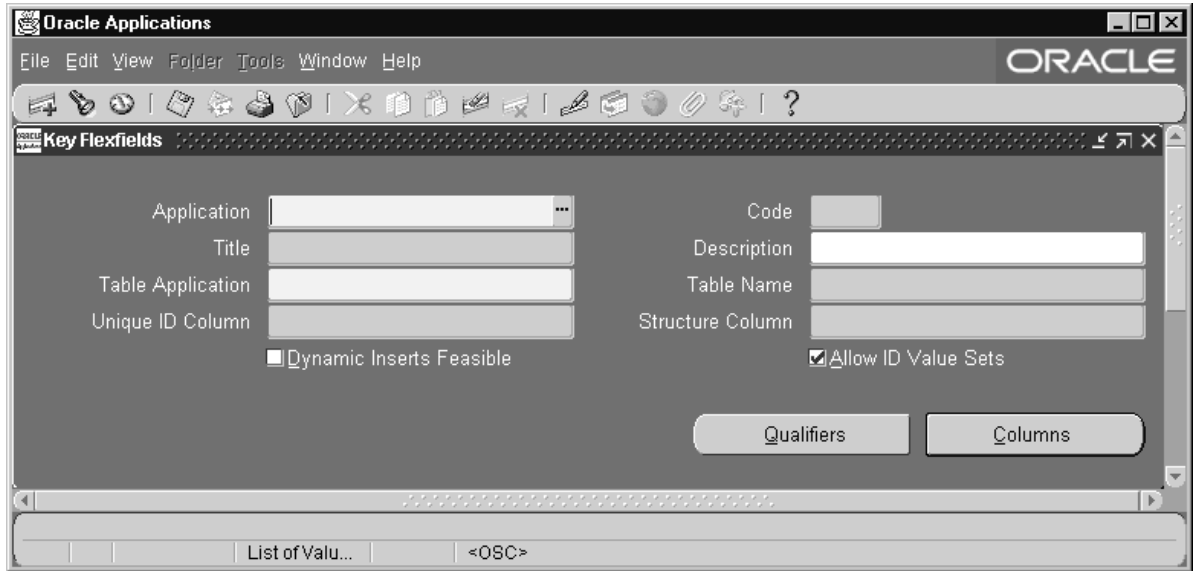 Oracle Applications
File Edit View Folder Tools Window Help
ORACLE
Key Flexfields
Application
Code
Title
Description
Table Application
Table Name
Unique ID Column
Structure Column
Dynamic Inserts Feasible
Allow ID Value Sets
Qualifiers
Columns
List of Valu...
<OSC>